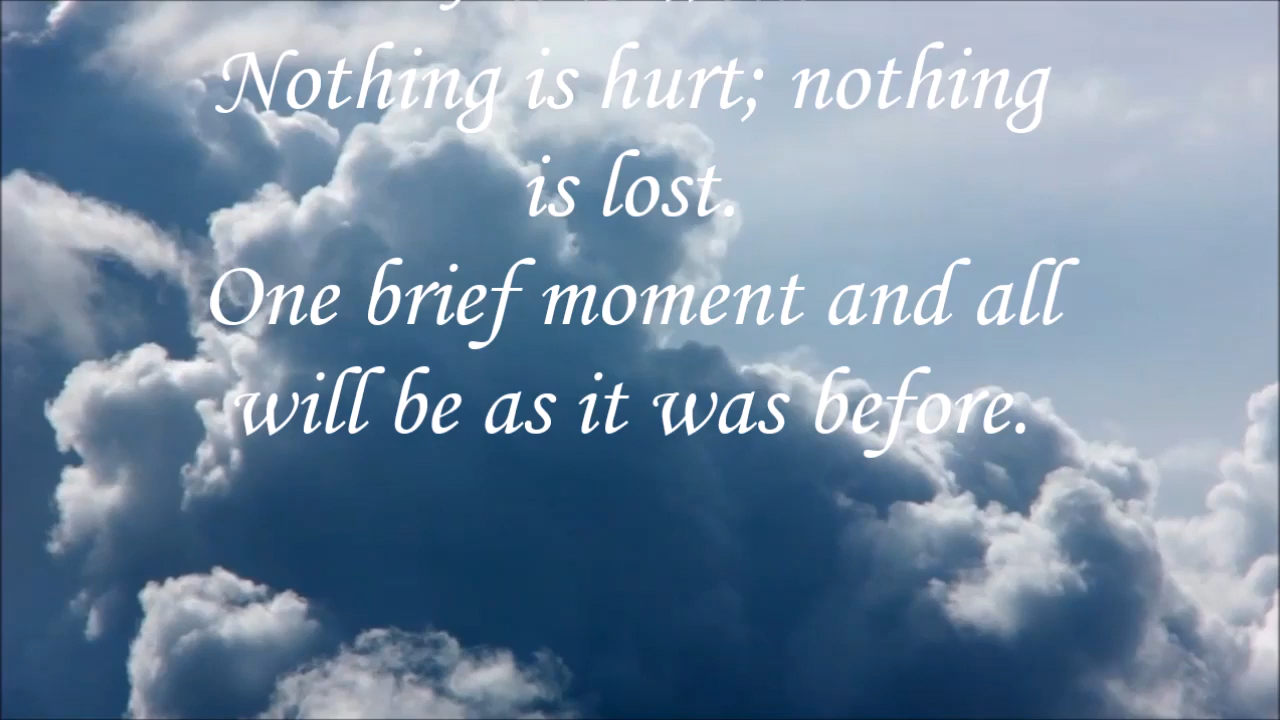 Nothing is hurt; nothing
is lost.
One brief moment and all
will be as it was before.